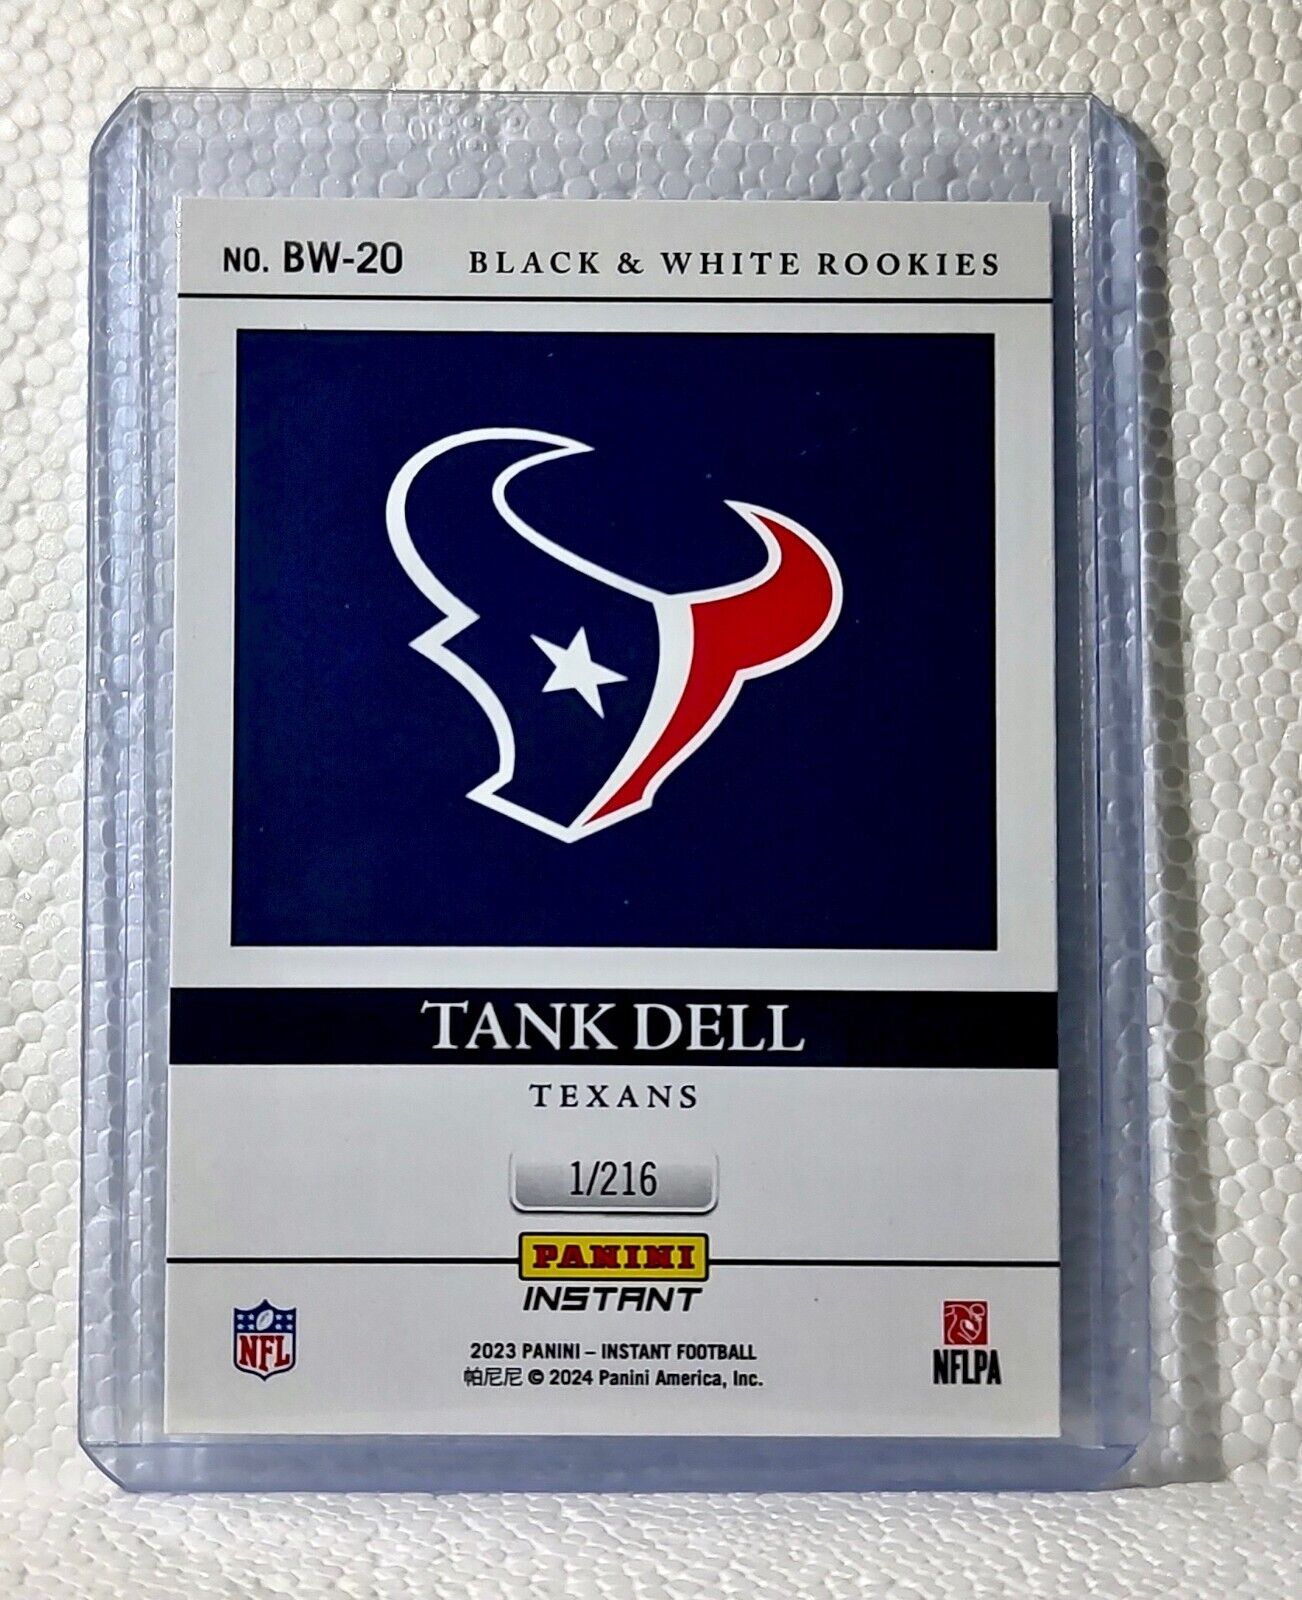 NO. BW-20 BLACK & WHITE ROOKIES
TANK DELL
TEXANS
1/216
PANINI
INSTANT
NFL
2023 PANINI – INSTANT FOOTBALL
帕尼尼 © 2024 Panini America, Inc.
NFLPA